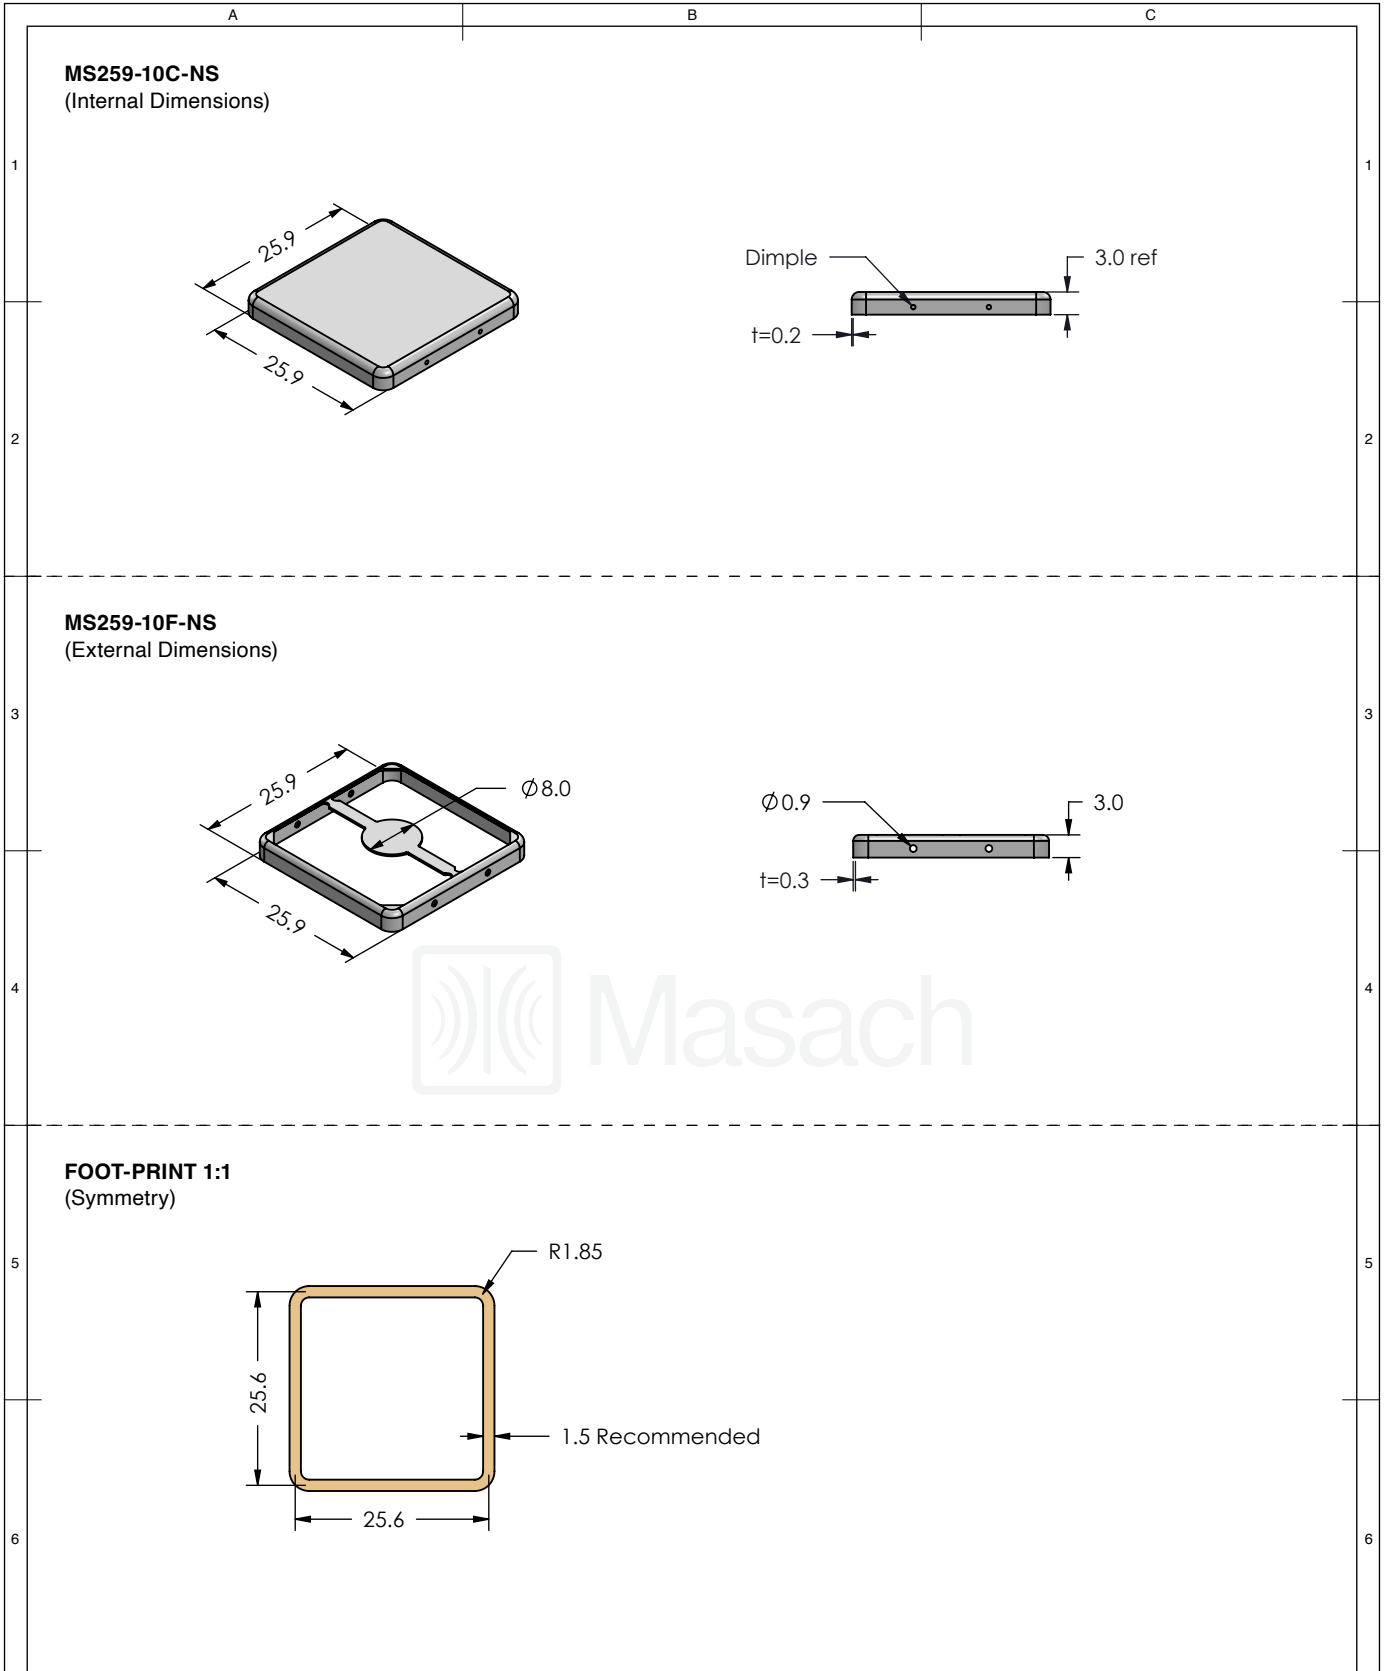 A B C
MS259-10C-NS
(Internal Dimensions)
1 1
25.9
25.9
Dimple
3.0 ref
t=0.2
2 2
MS259-10F-NS
(External Dimensions)
3 3
25.9
Ø8.0
25.9
Ø0.9
3.0
t=0.3
Masach
4 4
FOOT-PRINT 1:1
(Symmetry)
5 5
R1.85
25.6
1.5 Recommended
25.6
6 6